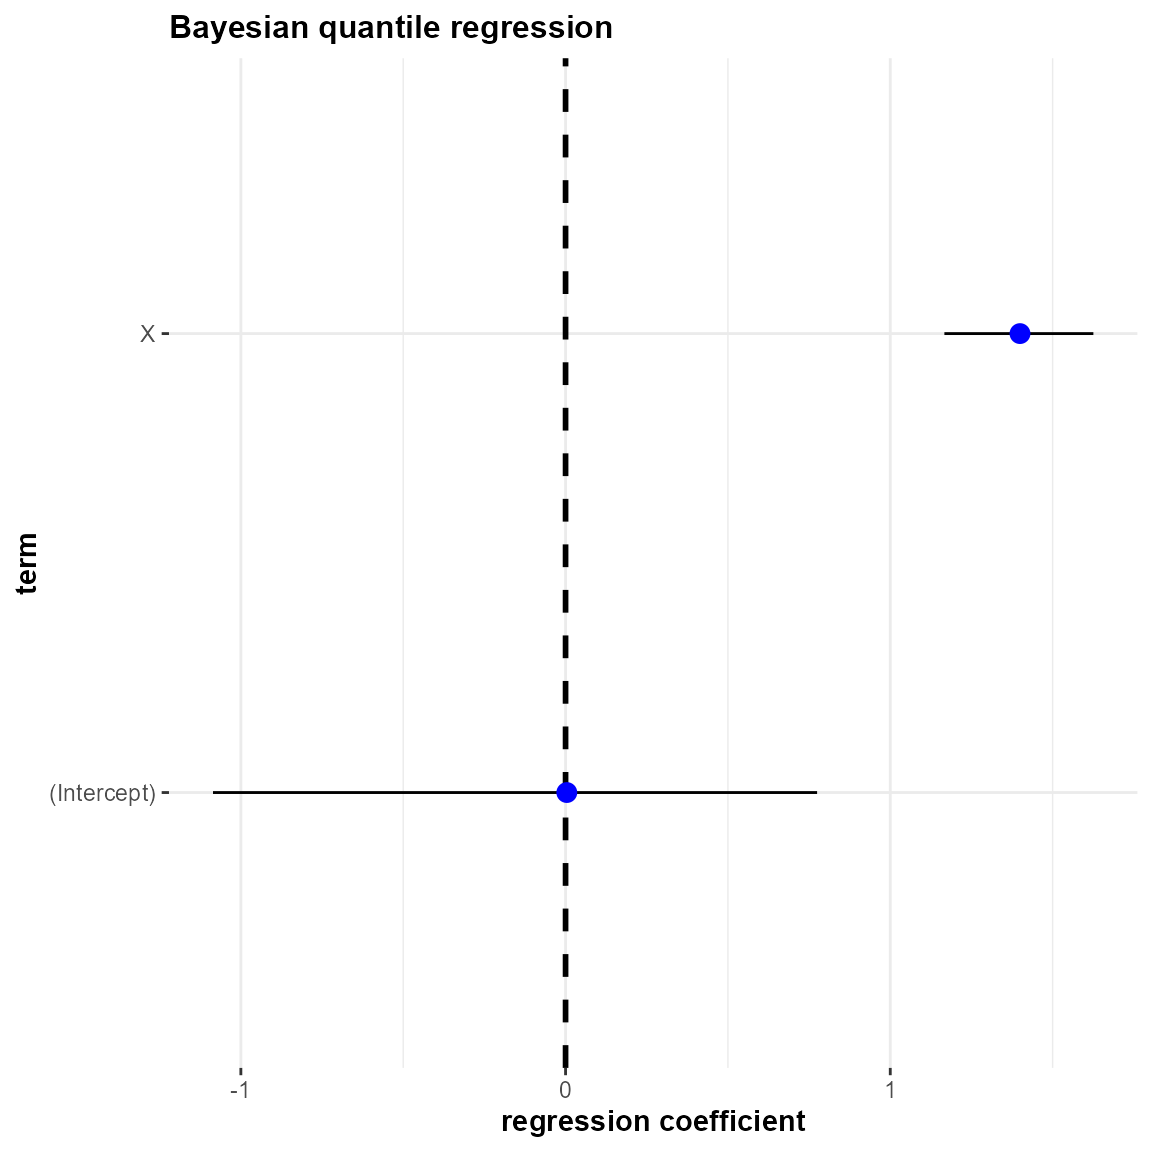 Bayesian quantile regression
X
term
(Intercept)
-1
0
1
regression coefficient